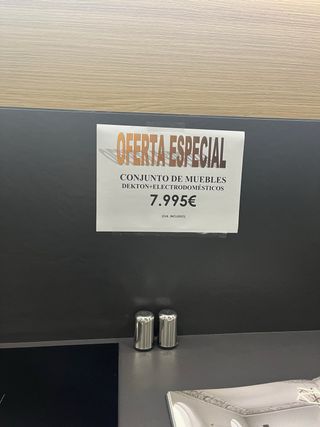 OFERTA ESPECIAL
CONJUNTO DE MUEBLES
DEKTON+ELECTRODOMÉSTICOS
7.995€
(IVA INCLUIDO)